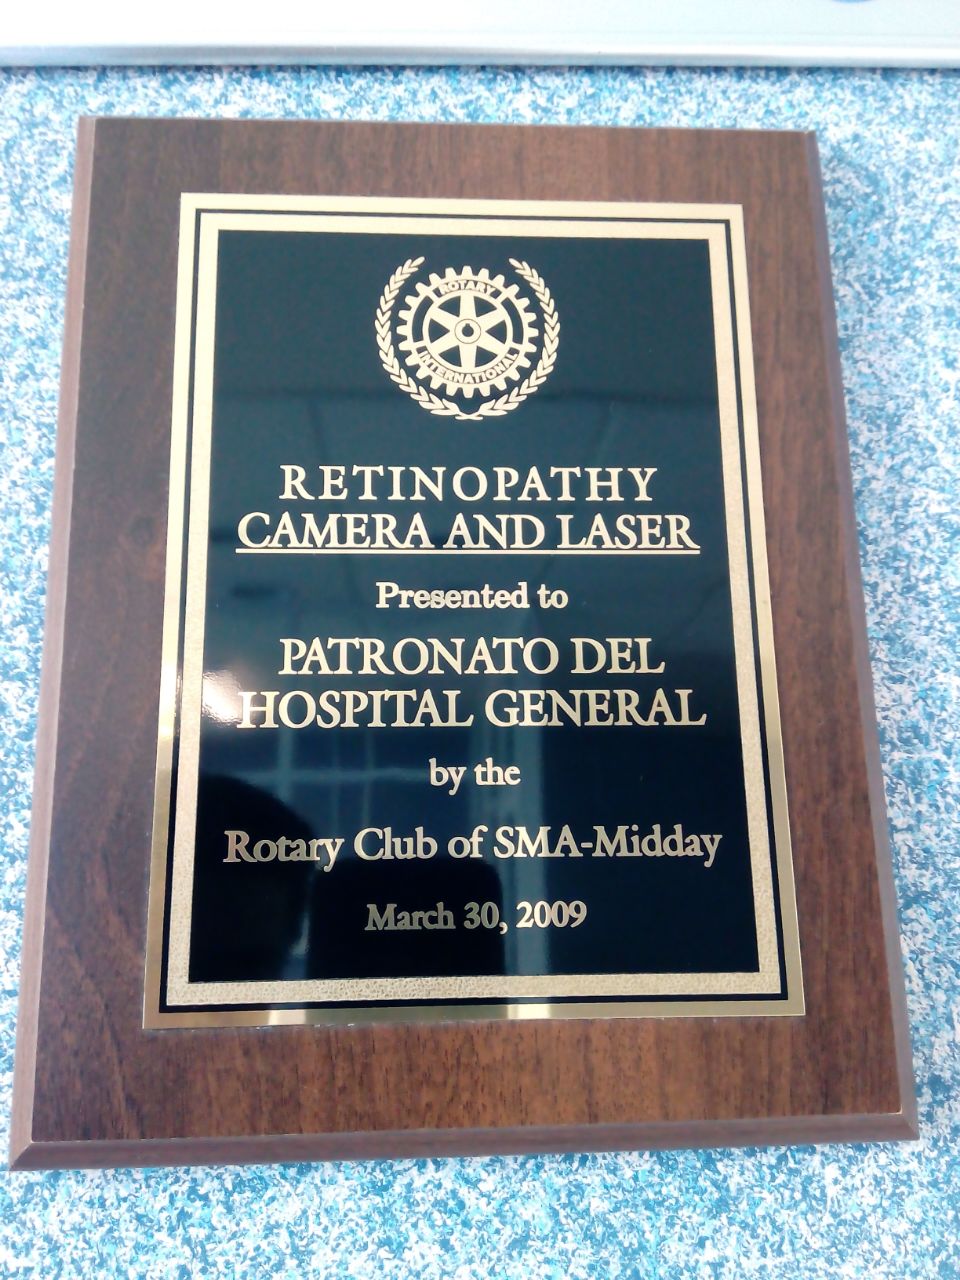 ROTARY
INTERNATIONAL
RETINOPATHY
CAMERA AND LASER
Presented to
PATRONATO DEL
HOSPITAL GENERAL
by the
Rotary Club of SMA-Midday
March 30, 2009